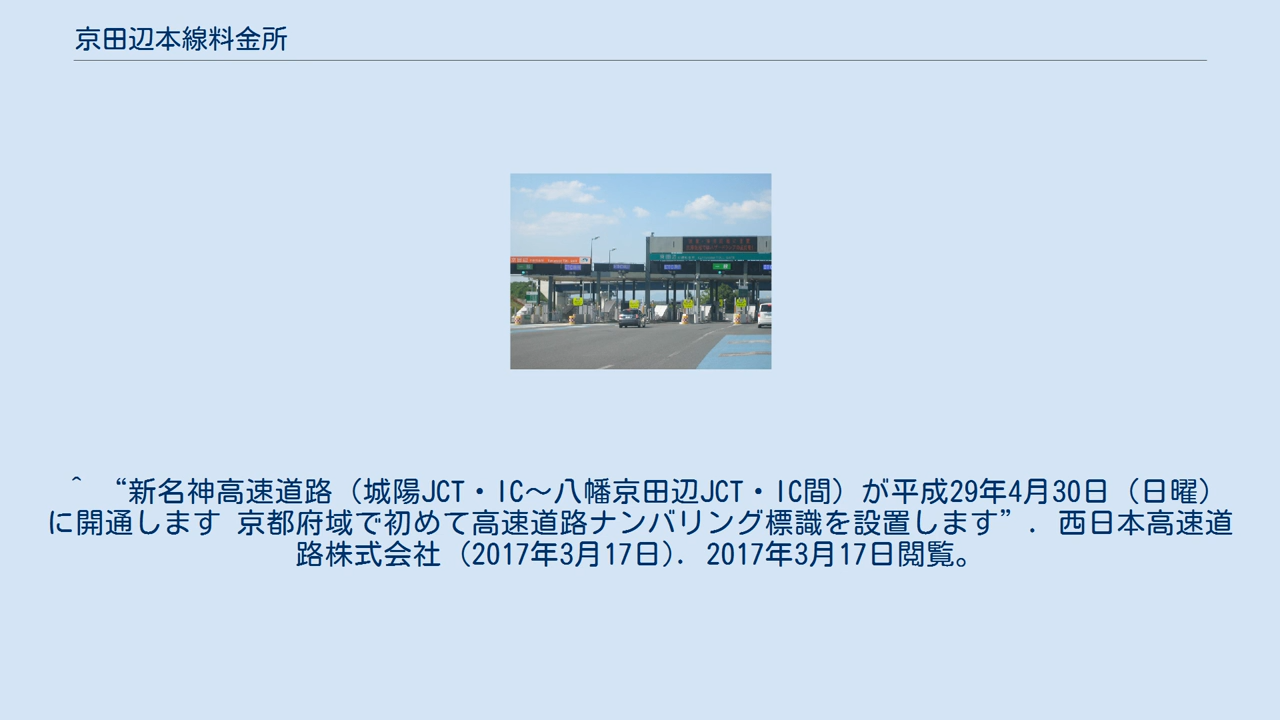 京田辺本線料金所
^ “新名神高速道路（城陽JCT・IC～八幡京田辺JCT・IC間）が平成29年4月30日（日曜）
に開通します 京都府域で初めて高速道路ナンバリング標識を設置します”. 西日本高速道
路株式会社 (2017年3月17日). 2017年3月17日閲覧。